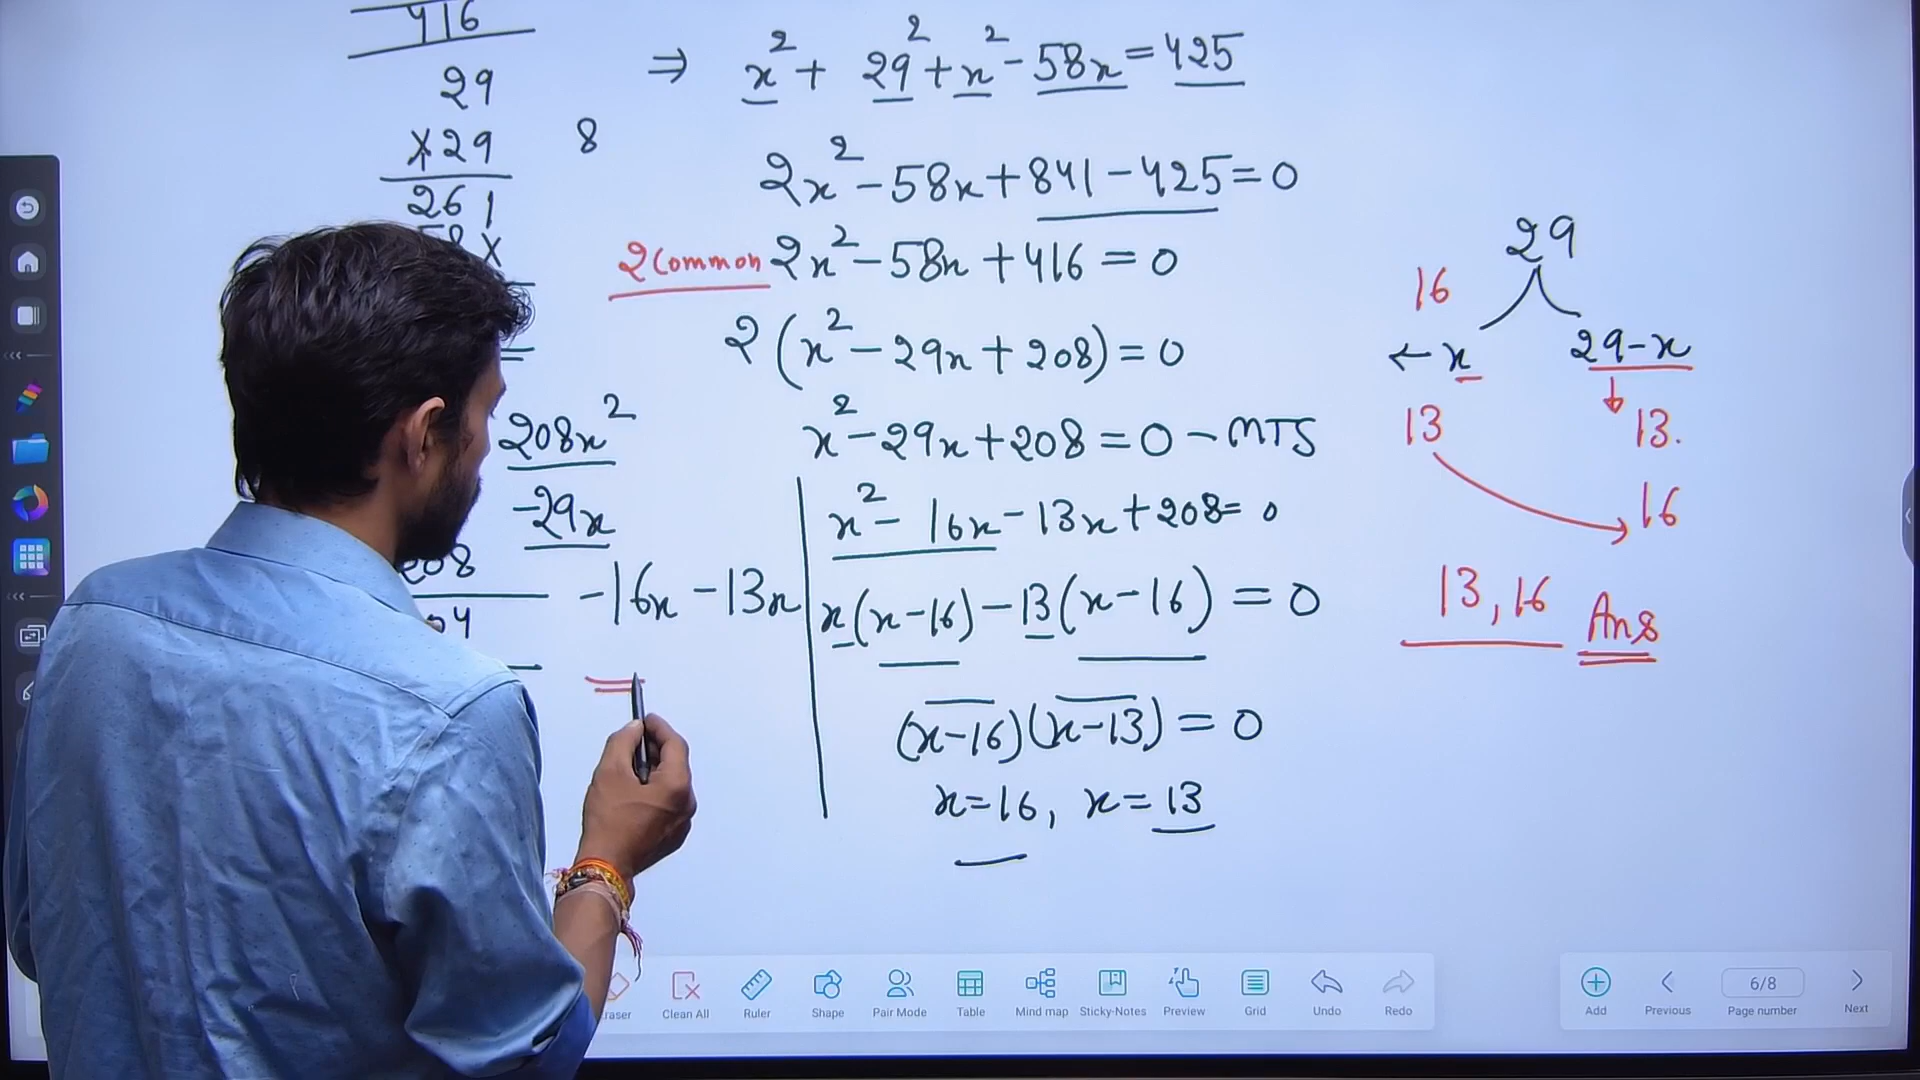 416
29
×29
261
58×
8
208x²
-29x
-16x -13x
208
⇒ x² + 29² + x² - 58x = 425
2x² - 58x + 841 - 425 = 0
2 Common 2x² - 58x + 416 = 0
2(x² - 29x + 208) = 0
x² - 29x + 208 = 0 - MTS
x² - 16x - 13x + 208 = 0
x(x-16) - 13(x-16) = 0
(x-16)(x-13) = 0
x=16, x=13
29
16
← x 29-x
13 13.
16
13, 16 Ans
Clean All
Ruler
Shape
Pair Mode
Table
Mind map
Sticky-Notes
Preview
Grid
Undo
Redo
Add
Previous
6/8
Page number
Next